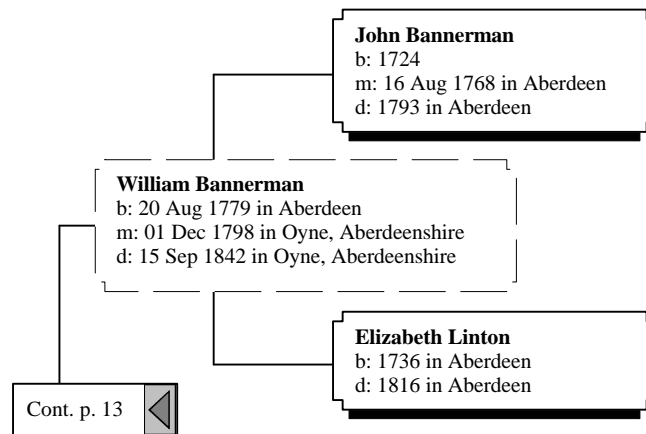 John Bannerman
b: 1724
m: 16 Aug 1768 in Aberdeen
d: 1793 in Aberdeen
William Bannerman
b: 20 Aug 1779 in Aberdeen
m: 01 Dec 1798 in Oyne, Aberdeenshire
d: 15 Sep 1842 in Oyne, Aberdeenshire
Elizabeth Linton
b: 1736 in Aberdeen
d: 1816 in Aberdeen
Cont. p. 13